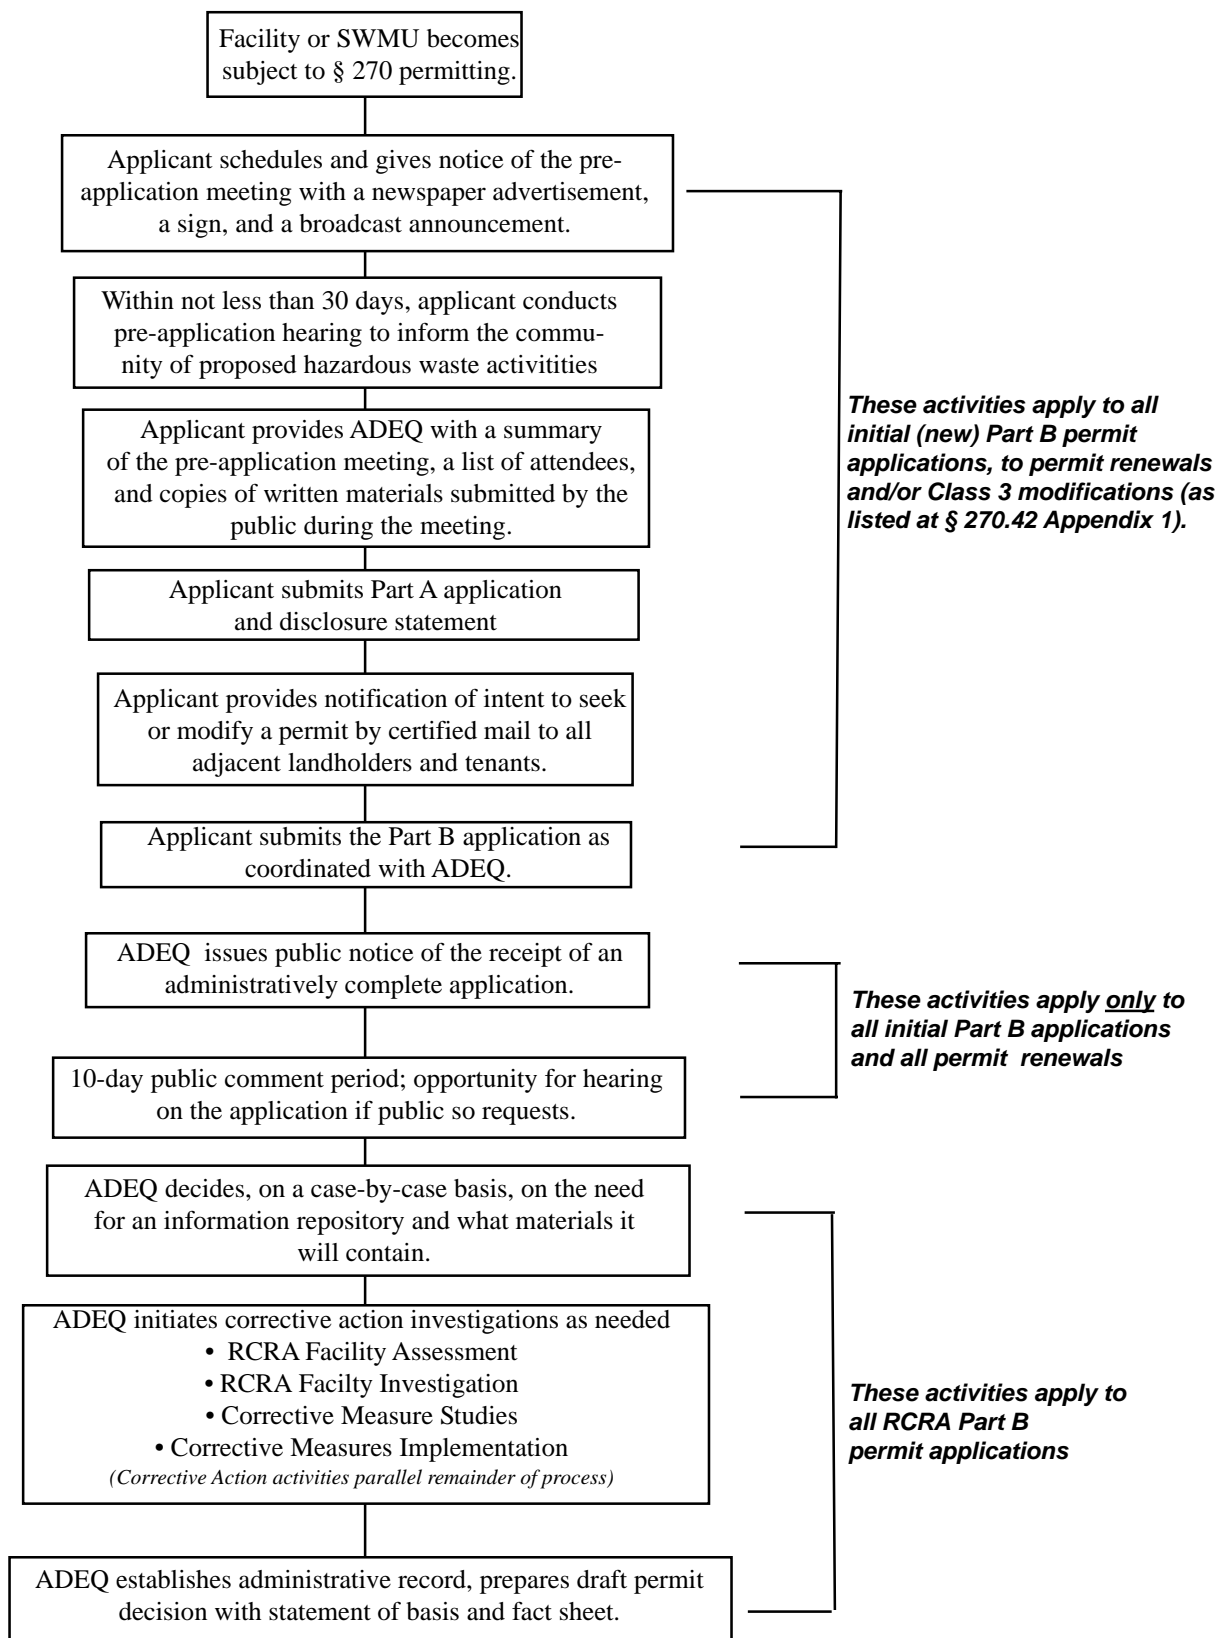 Facility or SWMU becomes
subject to § 270 permitting.
Applicant schedules and gives notice of the pre-
application meeting with a newspaper advertisement,
a sign, and a broadcast announcement.
Within not less than 30 days, applicant conducts
pre-application hearing to inform the commu-
nity of proposed hazardous waste activitities
Applicant provides ADEQ with a summary
of the pre-application meeting, a list of attendees,
and copies of written materials submitted by the
public during the meeting.
Applicant submits Part A application
and disclosure statement
Applicant provides notification of intent to seek
or modify a permit by certified mail to all
adjacent landholders and tenants.
Applicant submits the Part B application as
coordinated with ADEQ.
These activities apply to all
initial (new) Part B permit
applications, to permit renewals
and/or Class 3 modifications (as
listed at § 270.42 Appendix 1).
ADEQ issues public notice of the receipt of an
administratively complete application.
10-day public comment period; opportunity for hearing
on the application if public so requests.
These activities apply only to
all initial Part B applications
and all permit renewals
ADEQ decides, on a case-by-case basis, on the need
for an information repository and what materials it
will contain.
ADEQ initiates corrective action investigations as needed
• RCRA Facility Assessment
• RCRA Facilty Investigation
• Corrective Measure Studies
• Corrective Measures Implementation
(Corrective Action activities parallel remainder of process)
ADEQ establishes administrative record, prepares draft permit
decision with statement of basis and fact sheet.
These activities apply to
all RCRA Part B
permit applications